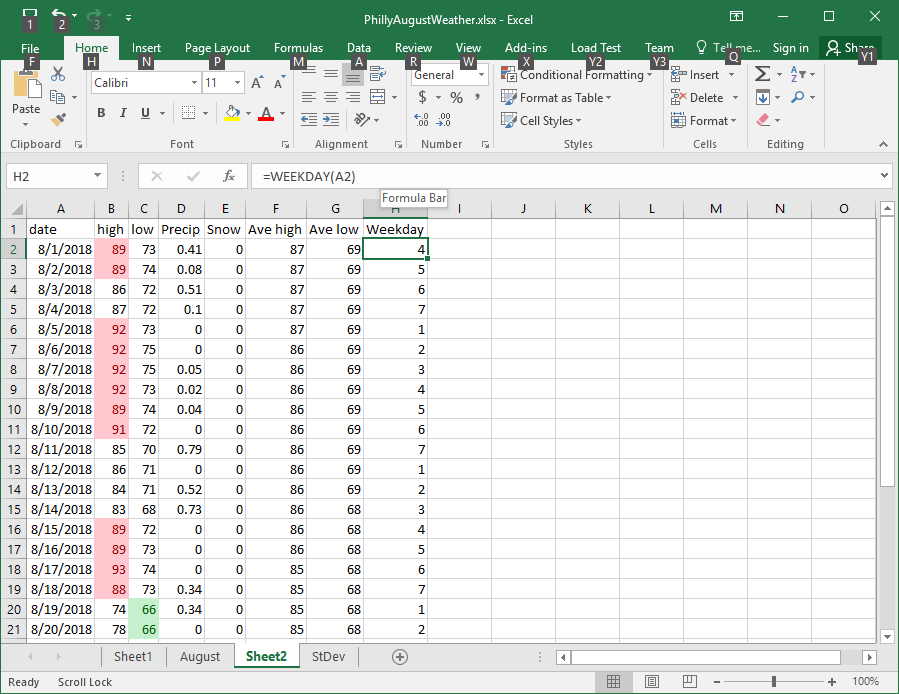 1 2 3 PhillyAugustWeather.xlsx - Excel
File Home Insert Page Layout Formulas Data Review View Add-ins Load Test Team Tell me... Sign in Share
F H N P M A R W X Y2 Y3 Q Y1
Paste Calibri 11 A A General Conditional Formatting Insert Σ A Z
B I U A $ % , Format as Table Delete
.00 .00 Cell Styles Format
Clipboard Font Alignment Number Styles Cells Editing
H2 fx =WEEKDAY(A2)
Formula Bar
A B C D E F G H I J K L M N O
1 date high low Precip Snow Ave high Ave low Weekday
2 8/1/2018 89 73 0.41 0 87 69 4
3 8/2/2018 89 74 0.08 0 87 69 5
4 8/3/2018 86 72 0.51 0 87 69 6
5 8/4/2018 87 72 0.1 0 87 69 7
6 8/5/2018 92 73 0 0 87 69 1
7 8/6/2018 92 75 0 0 86 69 2
8 8/7/2018 92 75 0.05 0 86 69 3
9 8/8/2018 92 73 0.02 0 86 69 4
10 8/9/2018 89 74 0.04 0 86 69 5
11 8/10/2018 91 72 0 0 86 69 6
12 8/11/2018 85 70 0.79 0 86 69 7
13 8/12/2018 86 71 0 0 86 69 1
14 8/13/2018 84 71 0.52 0 86 69 2
15 8/14/2018 83 68 0.73 0 86 68 3
16 8/15/2018 89 72 0 0 86 68 4
17 8/16/2018 89 73 0 0 86 68 5
18 8/17/2018 93 74 0 0 85 68 6
19 8/18/2018 88 73 0.34 0 85 68 7
20 8/19/2018 74 66 0.34 0 85 68 1
21 8/20/2018 78 66 0 0 85 68 2
Sheet1 August Sheet2 StDev
Ready Scroll Lock 100%